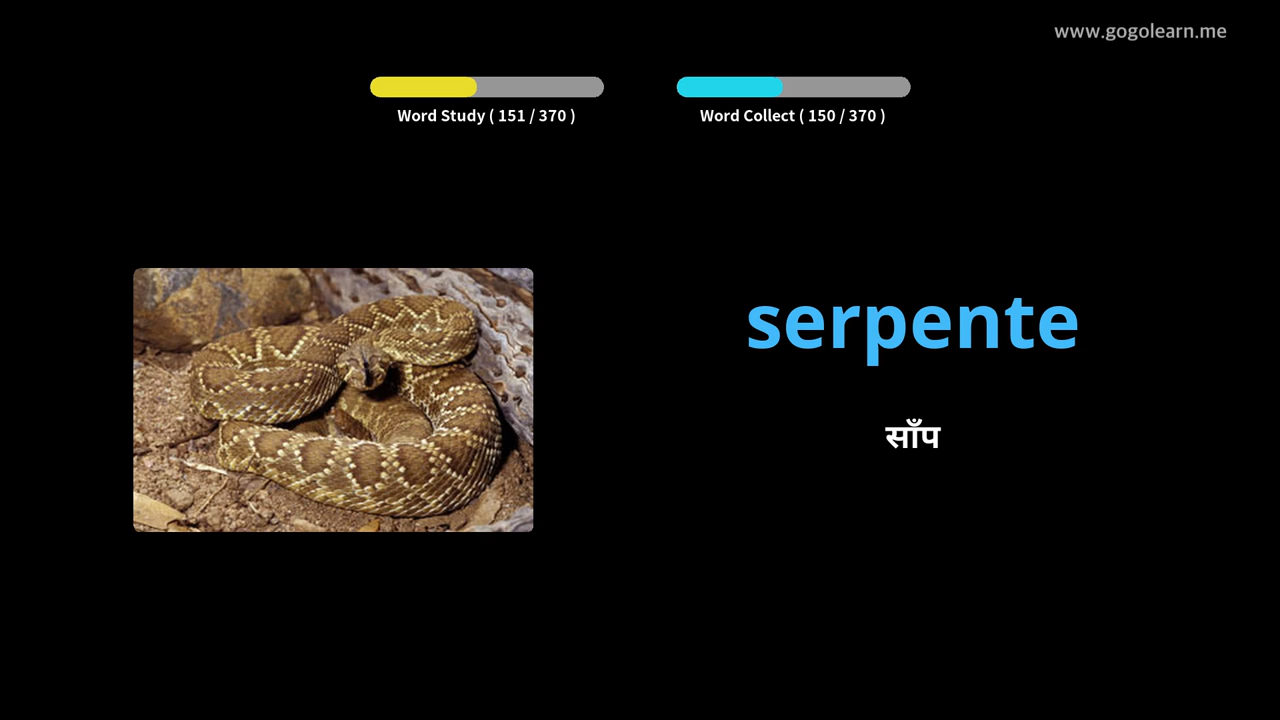 www.gogolearn.me
Word Study ( 151 / 370 )
Word Collect ( 150 / 370 )
serpente
साँप